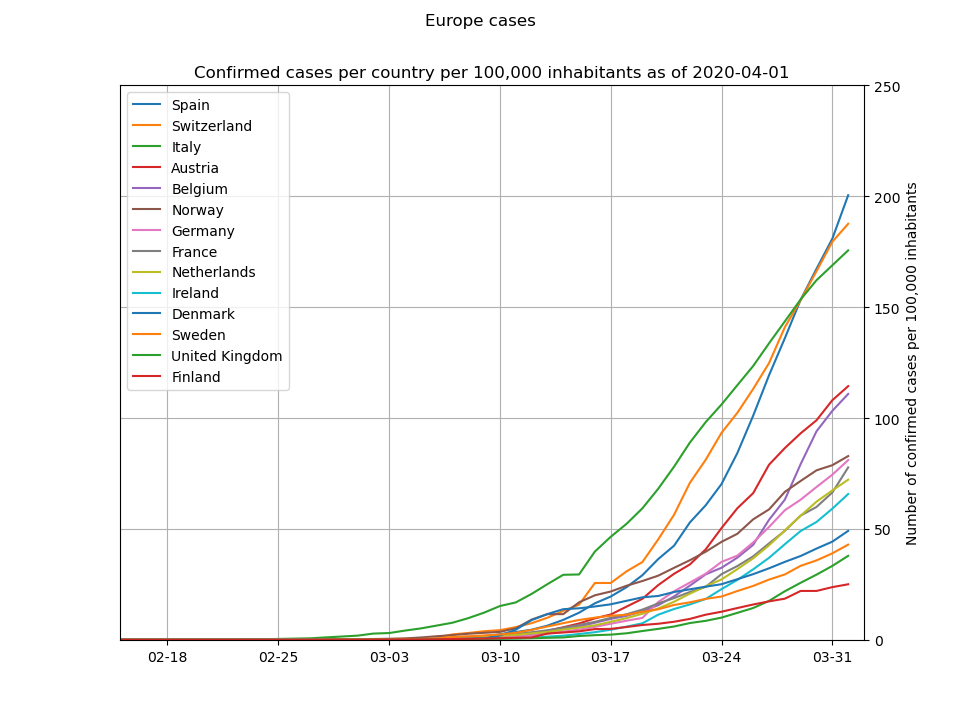 Europe cases
Confirmed cases per country per 100,000 inhabitants as of 2020-04-01
Spain
Switzerland
Italy
Austria
Belgium
Norway
Germany
France
Netherlands
Ireland
Denmark
Sweden
United Kingdom
Finland
250
200
150
100
50
0
Number of confirmed cases per 100,000 inhabitants
02-18
02-25
03-03
03-10
03-17
03-24
03-31